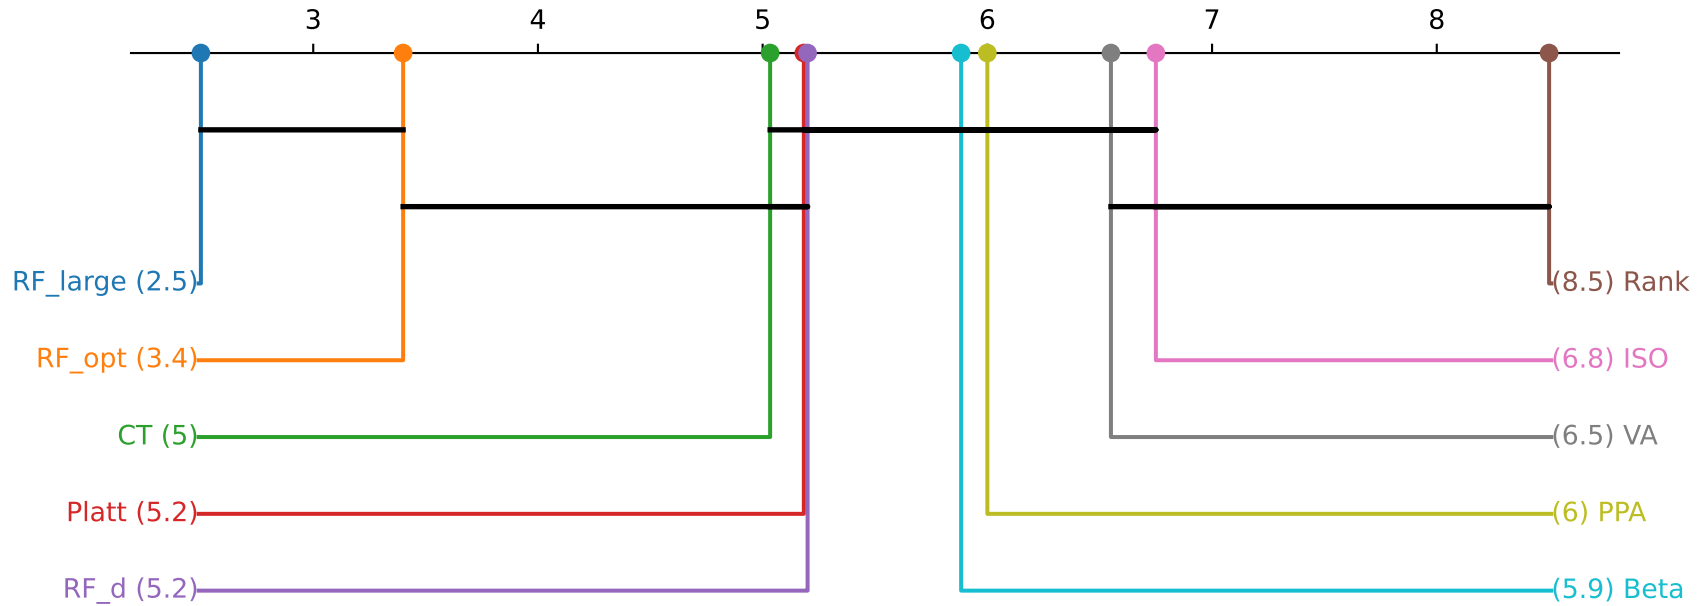 3 4 5 6 7 8
RF_large (2.5) (8.5) Rank
RF_opt (3.4) (6.8) ISO
CT (5) (6.5) VA
Platt (5.2) (6) PPA
RF_d (5.2) (5.9) Beta